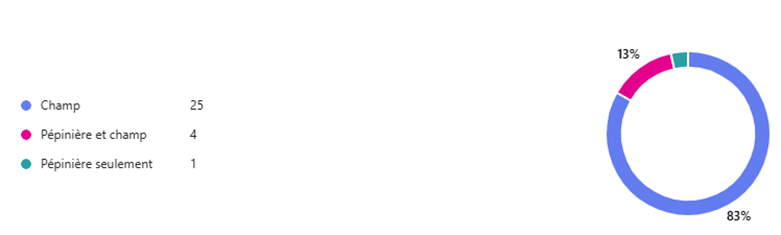 13%
Champ 25
Pépinière et champ 4
Pépinière seulement 1
83%